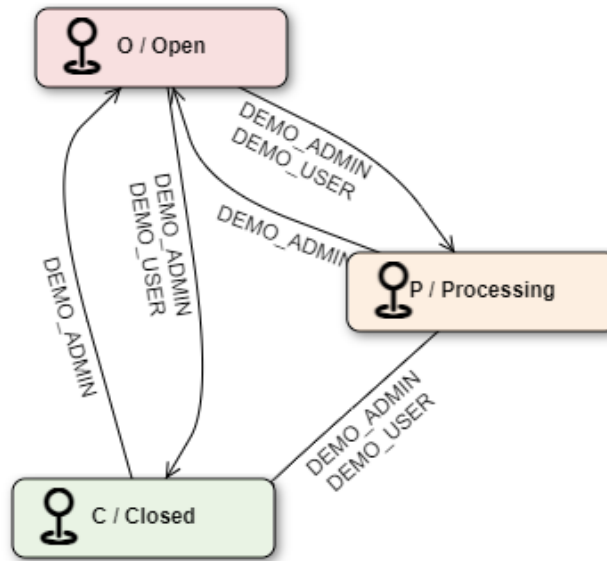 O / Open
DEMO_ADMIN
DEMO_USER
DEMO_ADMIN
DEMO_USER
DEMO_ADMIN
P / Processing
DEMO_ADMIN
DEMO_ADMIN
DEMO_USER
C / Closed